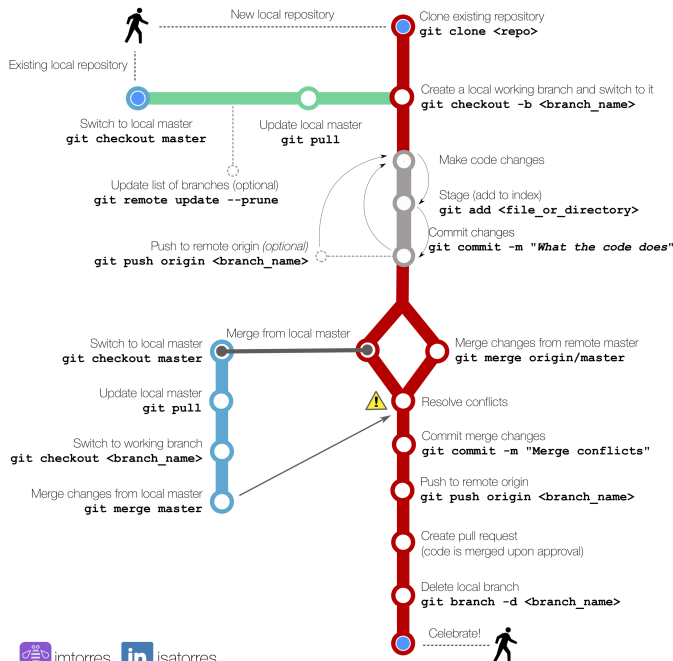 New local repository
Clone existing repository
git clone <repo>
Existing local repository
Create a local working branch and switch to it
git checkout -b <branch_name>
Switch to local master
git checkout master
Update local master
git pull
Make code changes
Update list of branches (optional)
git remote update --prune
Stage (add to index)
git add <file_or_directory>
Commit changes
git commit -m "What the code does"
Push to remote origin (optional)
git push origin <branch_name>
Merge from local master
Switch to local master
git checkout master
Merge changes from remote master
git merge origin/master
Update local master
git pull
Resolve conflicts
Switch to working branch
git checkout <branch_name>
Commit merge changes
git commit -m "Merge conflicts"
Merge changes from local master
git merge master
Push to remote origin
git push origin <branch_name>
Create pull request
(code is merged upon approval)
Delete local branch
git branch -d <branch_name>
Celebrate!
imtorres
in
isatorres